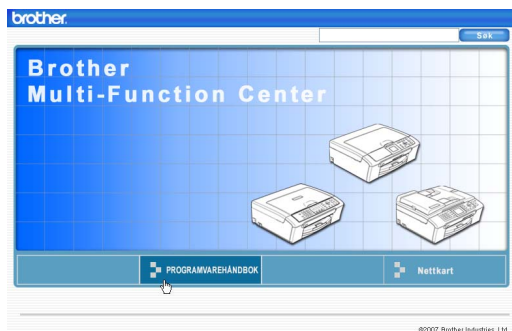 brother
Søk
Brother
Multi-Function Center
PROGRAMVAREHÅNDBOK
Nettkart
©2007 Brother Industries, Ltd.